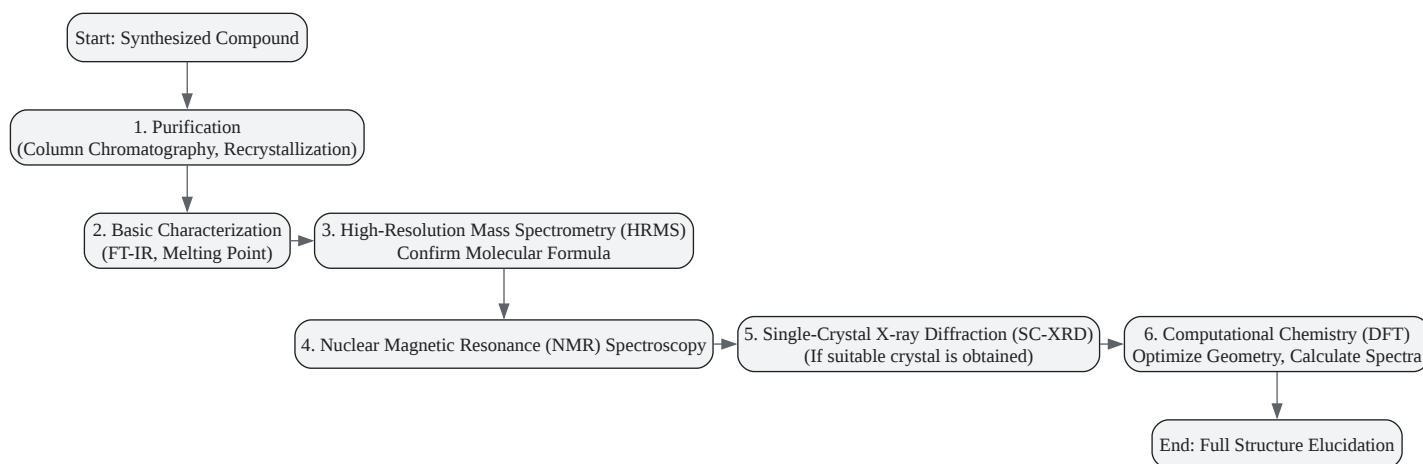 Start: Synthesized Compound
1. Purification
(Column Chromatography, Recrystallization)
2. Basic Characterization
(FT-IR, Melting Point)
3. High-Resolution Mass Spectrometry (HRMS)
Confirm Molecular Formula
4. Nuclear Magnetic Resonance (NMR) Spectroscopy
5. Single-Crystal X-ray Diffraction (SC-XRD)
(If suitable crystal is obtained)
6. Computational Chemistry (DFT)
Optimize Geometry, Calculate Spectra
End: Full Structure Elucidation